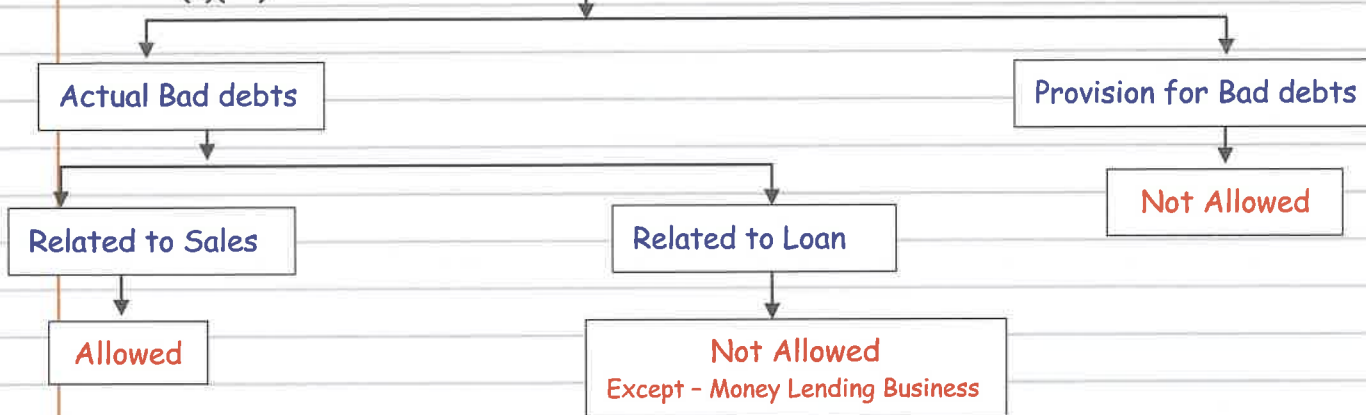 Actual Bad debts
Provision for Bad debts
Not Allowed
Related to Sales
Related to Loan
Allowed
Not Allowed
Except – Money Lending Business